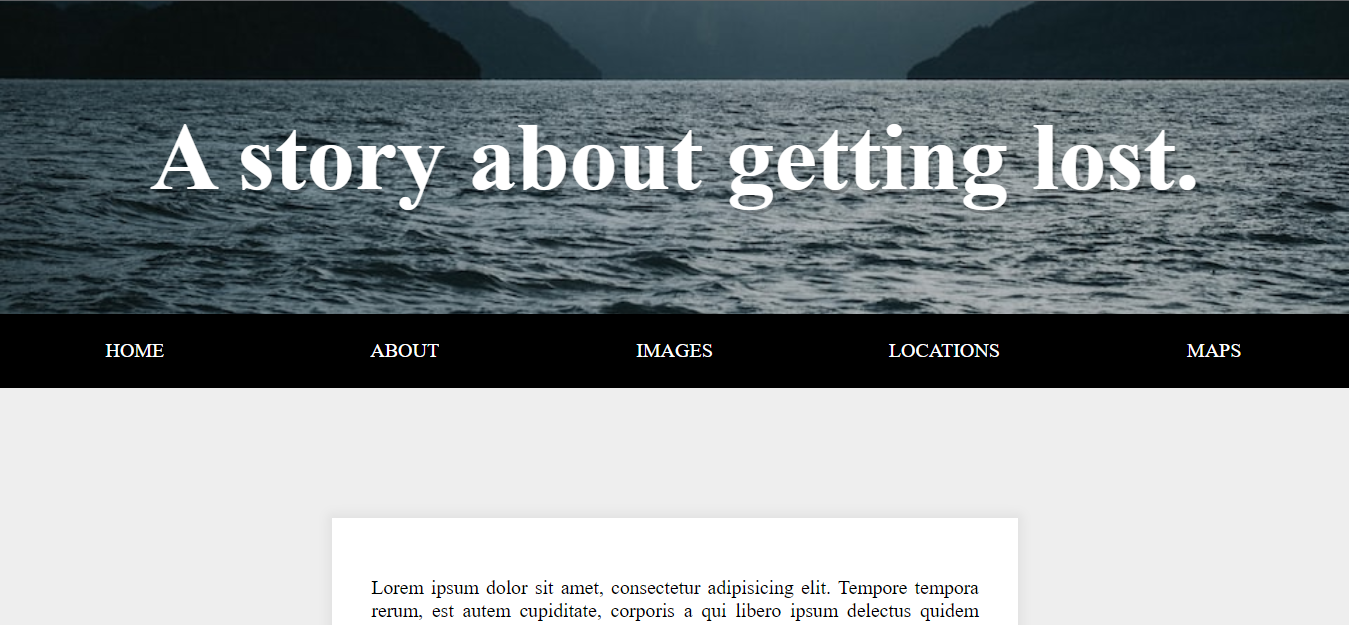 A story about getting lost.
HOME ABOUT IMAGES LOCATIONS MAPS
Lorem ipsum dolor sit amet, consectetur adipisicing elit. Tempore tempora
rerum, est autem cupiditate, corporis a qui libero ipsum delectus quidem